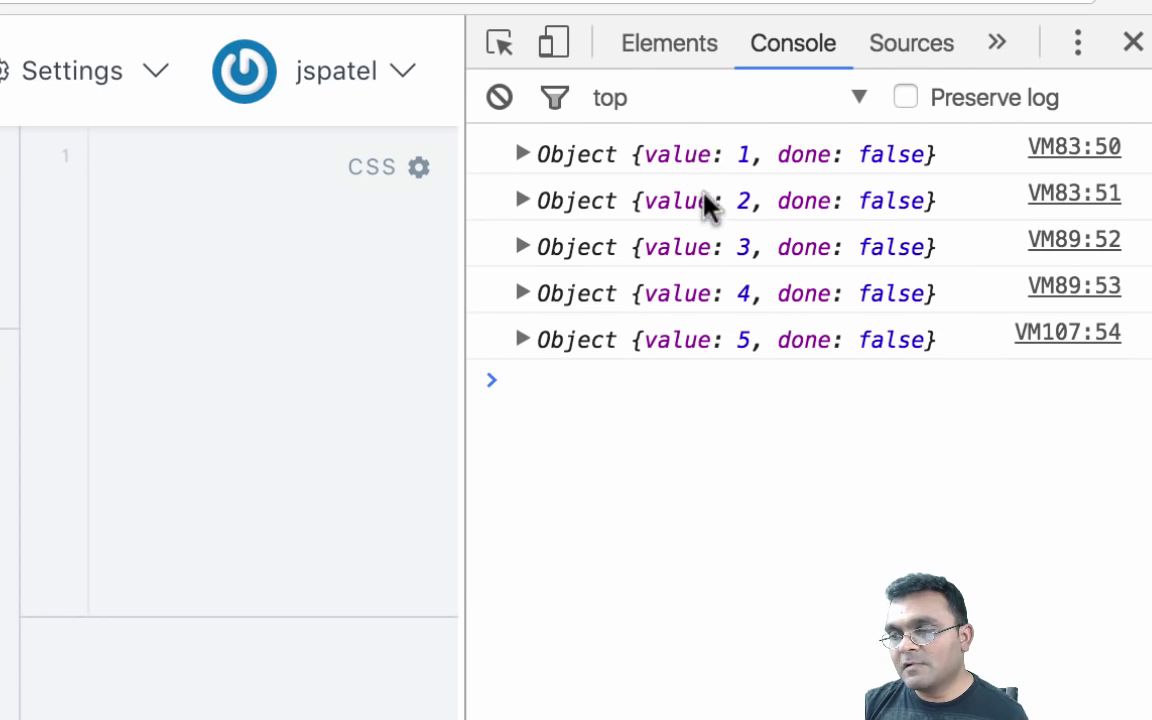 Settings
jspatel
1
CSS
Elements Console Sources »
top Preserve log
Object {value: 1, done: false} VM83:50
Object {value: 2, done: false} VM83:51
Object {value: 3, done: false} VM89:52
Object {value: 4, done: false} VM89:53
Object {value: 5, done: false} VM107:54